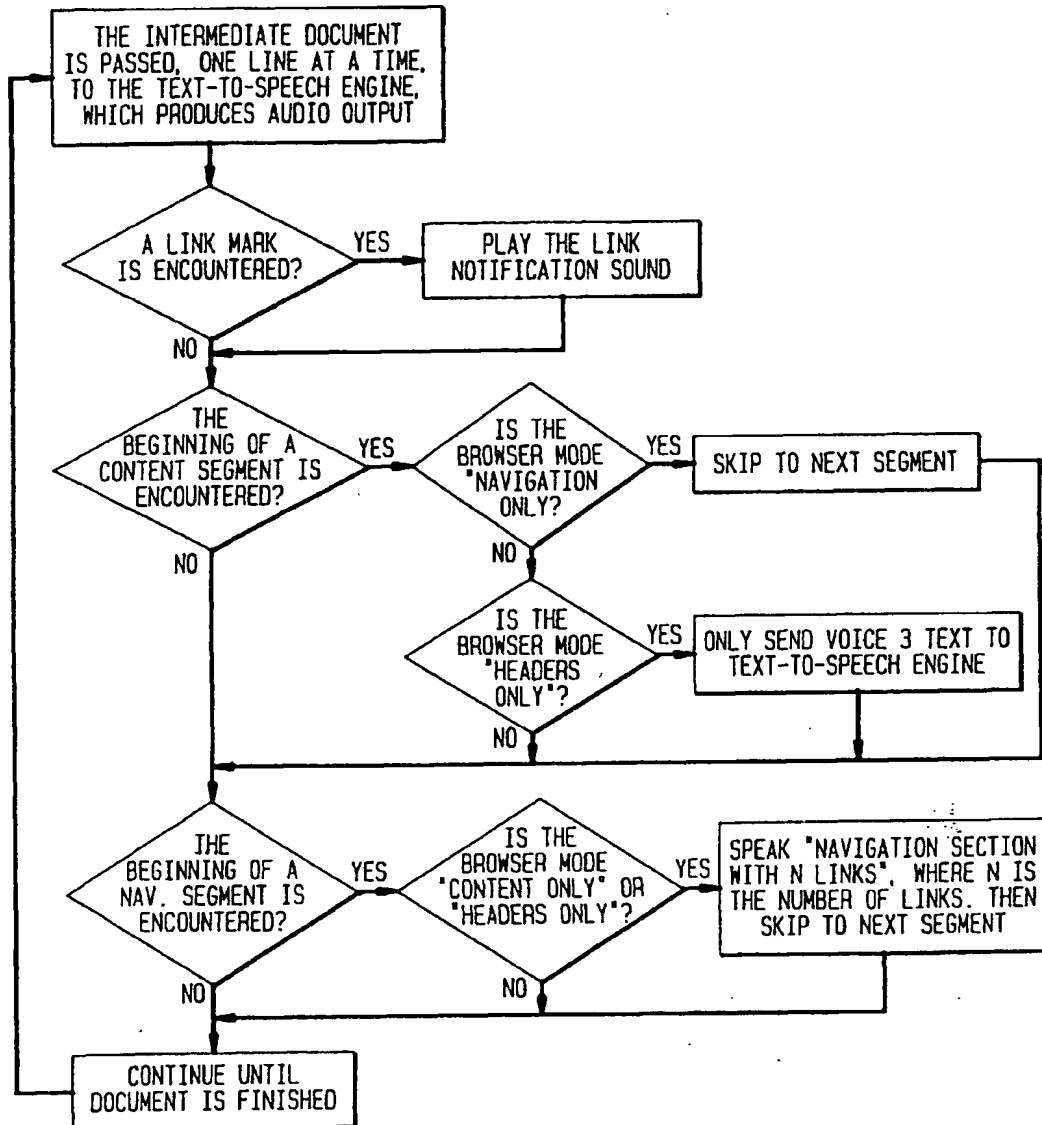 THE INTERMEDIATE DOCUMENT
IS PASSED, ONE LINE AT A TIME,
TO THE TEXT-TO-SPEECH ENGINE,
WHICH PRODUCES AUDIO OUTPUT
A LINK MARK
IS ENCOUNTERED?
YES
PLAY THE LINK
NOTIFICATION SOUND
NO
THE
BEGINNING OF A
CONTENT SEGMENT IS
ENCOUNTERED?
YES
IS THE
BROWSER MODE
"NAVIGATION
ONLY?
YES
SKIP TO NEXT SEGMENT
NO
NO
IS THE
BROWSER MODE
"HEADERS
ONLY"?
YES
ONLY SEND VOICE 3 TEXT TO
TEXT-TO-SPEECH ENGINE
NO
THE
BEGINNING OF A
NAV. SEGMENT IS
ENCOUNTERED?
YES
IS THE
BROWSER MODE
"CONTENT ONLY" OR
"HEADERS ONLY"?
YES
SPEAK "NAVIGATION SECTION
WITH N LINKS", WHERE N IS
THE NUMBER OF LINKS. THEN
SKIP TO NEXT SEGMENT
NO
NO
CONTINUE UNTIL
DOCUMENT IS FINISHED